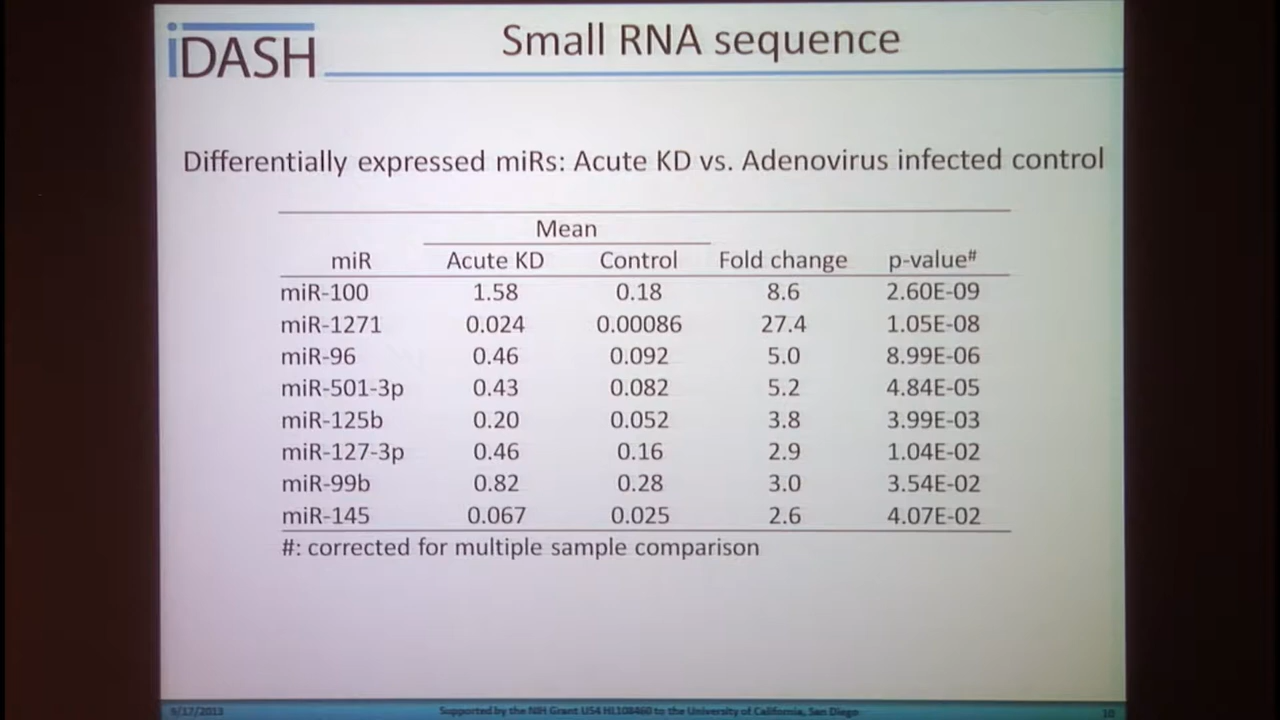 iDASH
Small RNA sequence
Differentially expressed miRs: Acute KD vs. Adenovirus infected control
Mean
miR Acute KD Control Fold change p-value#
miR-100 1.58 0.18 8.6 2.60E-09
miR-1271 0.024 0.00086 27.4 1.05E-08
miR-96 0.46 0.092 5.0 8.99E-06
miR-501-3p 0.43 0.082 5.2 4.84E-05
miR-125b 0.20 0.052 3.8 3.99E-03
miR-127-3p 0.46 0.16 2.9 1.04E-02
miR-99b 0.82 0.28 3.0 3.54E-02
miR-145 0.067 0.025 2.6 4.07E-02
#: corrected for multiple sample comparison
9/17/2013 Supported by the NIH Grant U54 HL108460 to the University of California, San Diego 10